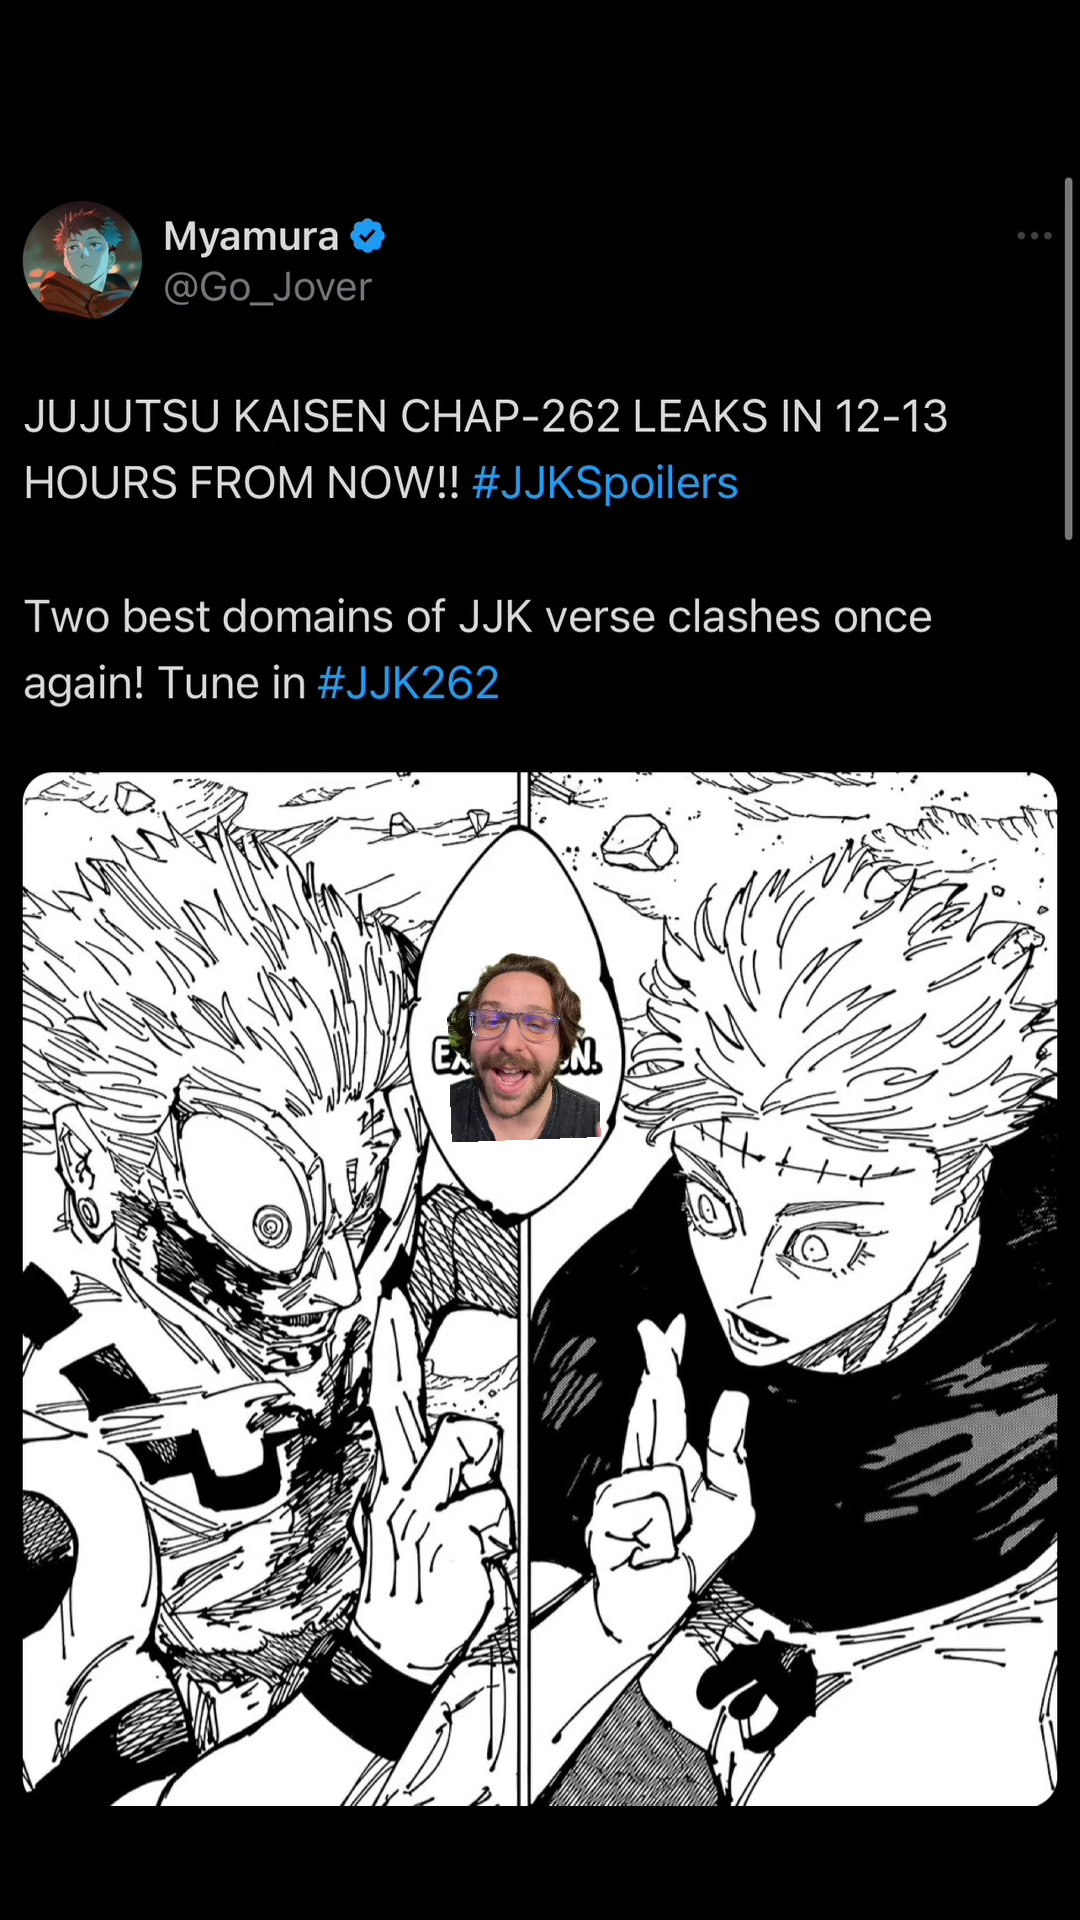 Myamura
@Go_Jover
JUJUTSU KAISEN CHAP-262 LEAKS IN 12-13
HOURS FROM NOW!! #JJKSpoilers
Two best domains of JJK verse clashes once
again! Tune in #JJK262